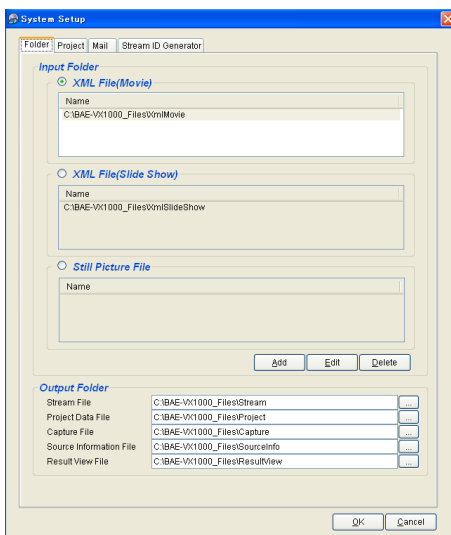 System Setup
Folder Project Mail Stream ID Generator
Input Folder
XML File(Movie)
Name
C:\BAE-VX1000_Files\XmlMovie
XML File(Slide Show)
Name
C:\BAE-VX1000_Files\XmlSlideShow
Still Picture File
Name
Add Edit Delete
Output Folder
Stream File C:\BAE-VX1000_Files\Stream ...
Project Data File C:\BAE-VX1000_Files\Project ...
Capture File C:\BAE-VX1000_Files\Capture ...
Source Information File C:\BAE-VX1000_Files\SourceInfo ...
Result View File C:\BAE-VX1000_Files\ResultView ...
OK Cancel